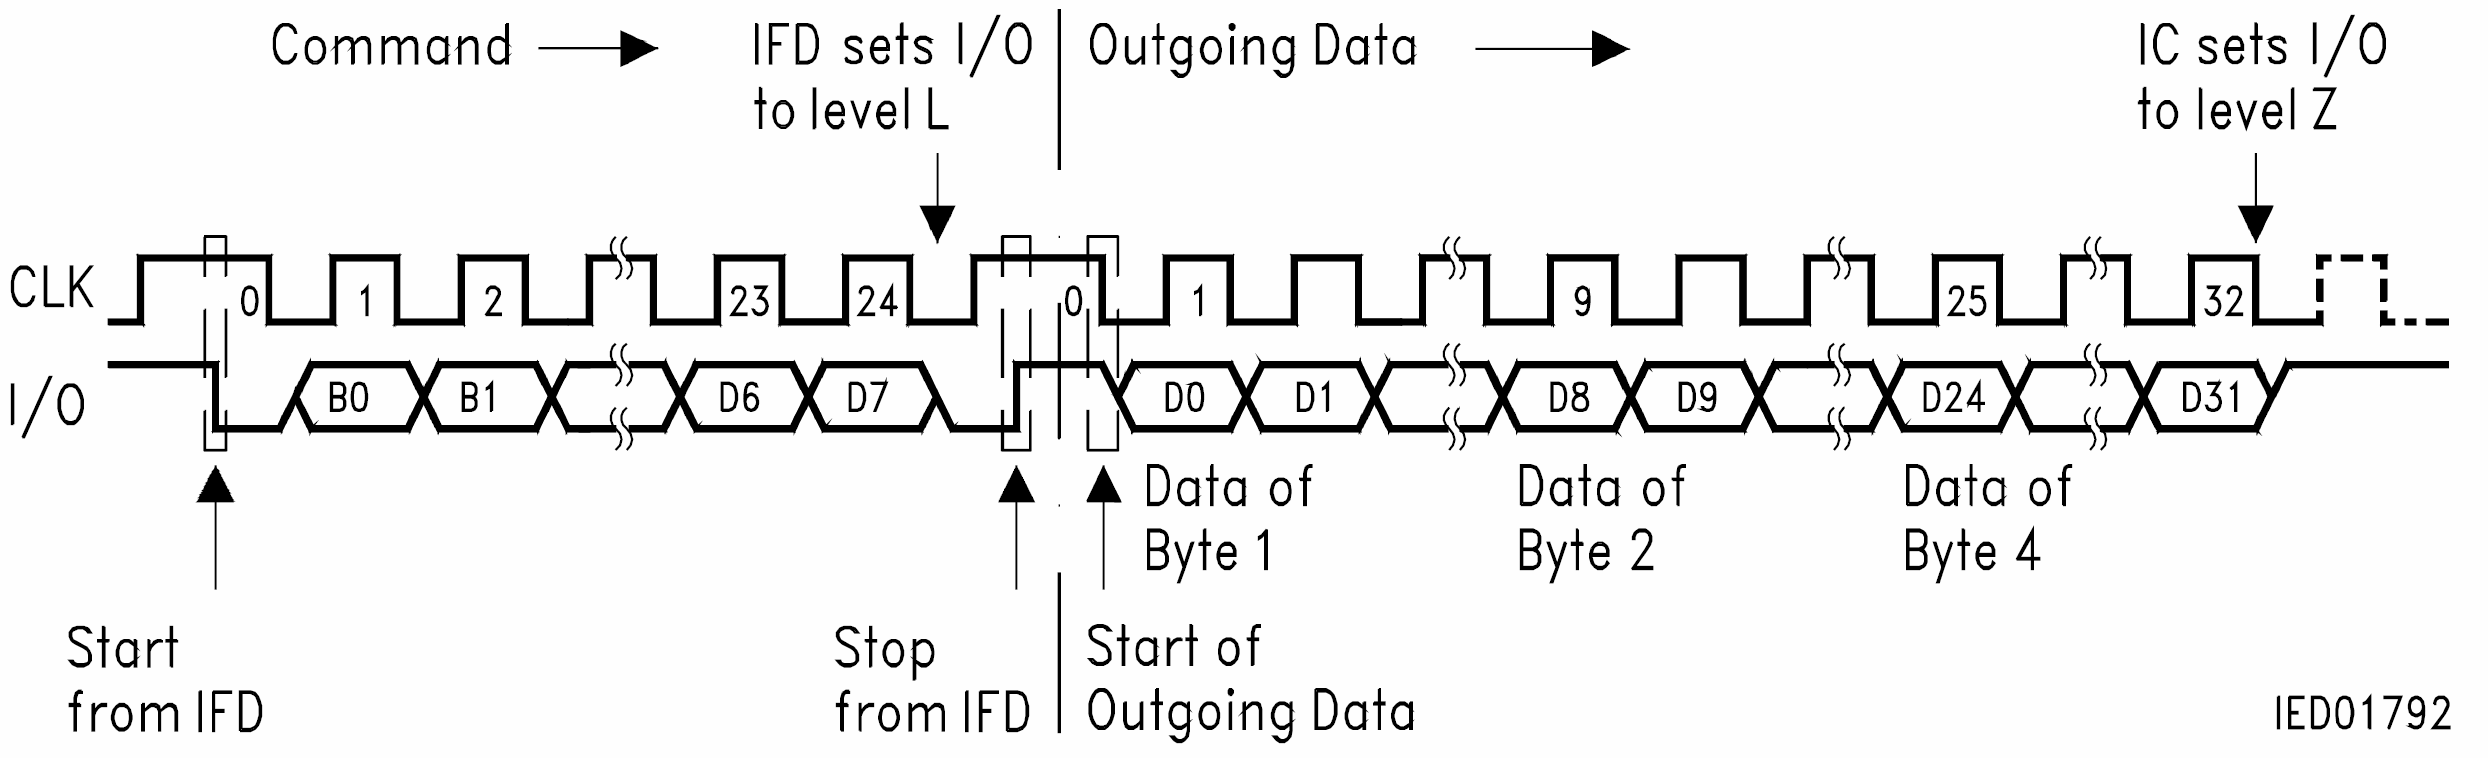 Command
IFD sets I/O
to level L
Outgoing Data
IC sets I/O
to level Z
CLK
0
1
2
23
24
0
1
9
25
32
I/O
B0
B1
D6
D7
D0
D1
D8
D9
D24
D31
Data of
Byte 1
Data of
Byte 2
Data of
Byte 4
Start
from IFD
Stop
from IFD
Start of
Outgoing Data
IED01792